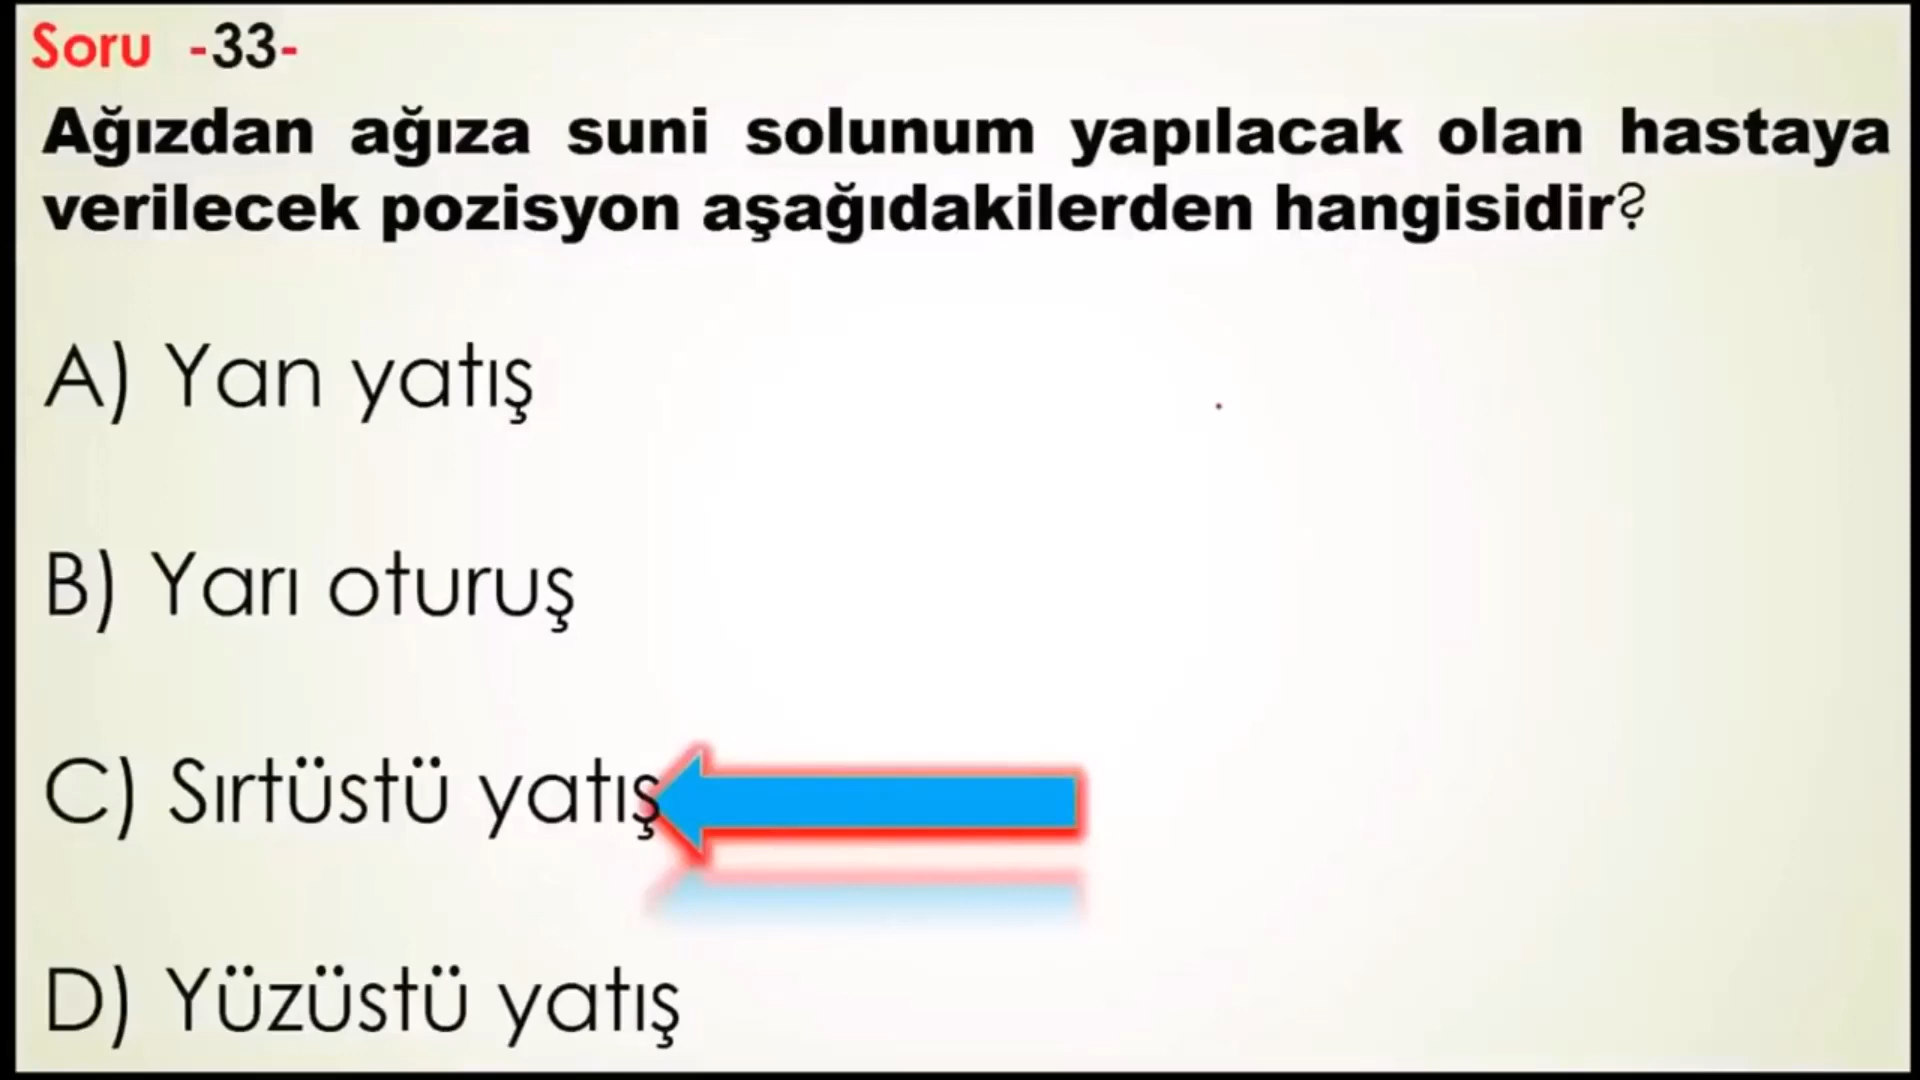 Soru -33-
Ağızdan ağıza suni solunum yapılacak olan hastaya
verilecek pozisyon aşağıdakilerden hangisidir?
A) Yan yatış
B) Yarı oturuş
C) Sırtüstü yatış
D) Yüzüstü yatış